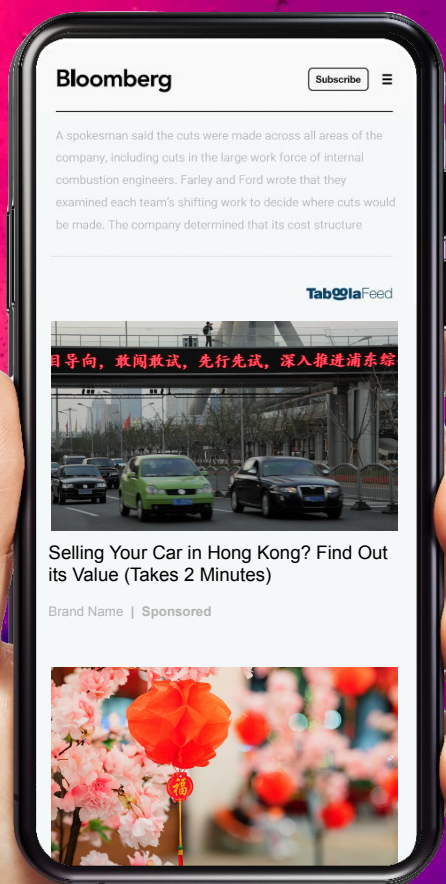 Bloomberg
Subscribe
A spokesman said the cuts were made across all areas of the
company, including cuts in the large work force of internal
combustion engineers. Farley and Ford wrote that they
examined each team's shifting work to decide where cuts would
be made. The company determined that its cost structure
Taboola Feed
目导向，敢闯敢试，先行先试，深入推进浦东综
Selling Your Car in Hong Kong? Find Out
its Value (Takes 2 Minutes)
Brand Name | Sponsored
福